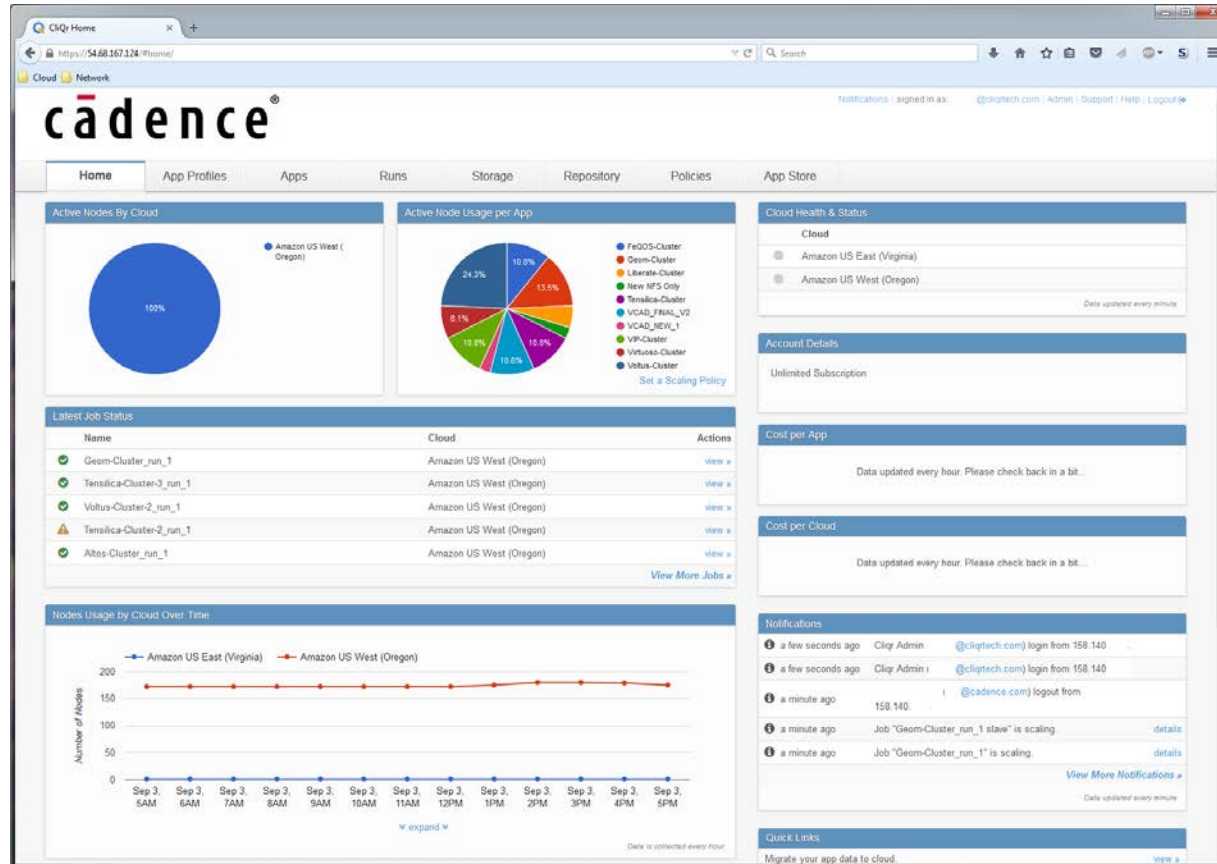 CliQr Home
https://54.68.167.124/#home/
Search
Cloud
Network
cādence®
Notifications | signed in as: @cliqrtech.com | Admin | Support | Help | Logout
Home
App Profiles
Apps
Runs
Storage
Repository
Policies
App Store
Active Nodes By Cloud
100%
Amazon US West (
Oregon)
Active Node Usage per App
24.3%
10.8%
13.5%
8.1%
10.8%
10.8%
10.8%
FeQOS-Cluster
Geom-Cluster
Liberate-Cluster
New NFS Only
Tensilica-Cluster
VCAD_FINAL_V2
VCAD_NEW_1
VIP-Cluster
Virtuoso-Cluster
Voltus-Cluster
Set a Scaling Policy
Latest Job Status
Name Cloud Actions
Geom-Cluster_run_1 Amazon US West (Oregon) view »
Tensilica-Cluster-3_run_1 Amazon US West (Oregon) view »
Voltus-Cluster-2_run_1 Amazon US West (Oregon) view »
Tensilica-Cluster-2_run_1 Amazon US West (Oregon) view »
Altos-Cluster_run_1 Amazon US West (Oregon) view »
View More Jobs »
Nodes Usage by Cloud Over Time
Amazon US East (Virginia) Amazon US West (Oregon)
Number of Nodes
200
150
100
50
0
Sep 3, 5AM
Sep 3, 6AM
Sep 3, 7AM
Sep 3, 8AM
Sep 3, 9AM
Sep 3, 10AM
Sep 3, 11AM
Sep 3, 12PM
Sep 3, 1PM
Sep 3, 2PM
Sep 3, 3PM
Sep 3, 4PM
Sep 3, 5PM
expand
Data is collected every hour
Cloud Health & Status
Cloud
Amazon US East (Virginia)
Amazon US West (Oregon)
Data updated every minute
Account Details
Unlimited Subscription
Cost per App
Data updated every hour. Please check back in a bit...
Cost per Cloud
Data updated every hour. Please check back in a bit...
Notifications
a few seconds ago Cliqr Admin @cliqrtech.com) login from 158.140
a few seconds ago Cliqr Admin @cliqrtech.com) login from 158.140
a minute ago @cadence.com) logout from
158.140.
a minute ago Job "Geom-Cluster_run_1 slave" is scaling. details
a minute ago Job "Geom-Cluster_run_1" is scaling. details
View More Notifications »
Data updated every minute
Quick Links
Migrate your app data to cloud. view »